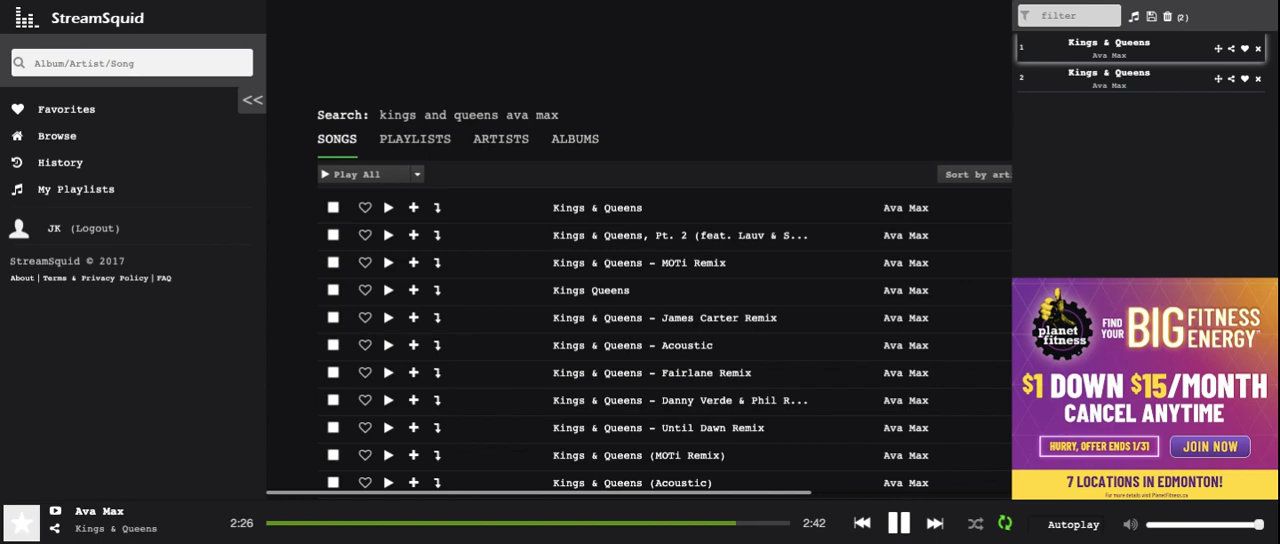 StreamSquid
Album/Artist/Song
<<
Favorites
Browse
History
My Playlists
JK (Logout)
StreamSquid © 2017
About | Terms & Privacy Policy | FAQ
Search: kings and queens ava max
SONGS PLAYLISTS ARTISTS ALBUMS
Play All
Sort by arti
Kings & Queens Ava Max
Kings & Queens, Pt. 2 (feat. Lauv & S... Ava Max
Kings & Queens - MOTi Remix Ava Max
Kings Queens Ava Max
Kings & Queens - James Carter Remix Ava Max
Kings & Queens - Acoustic Ava Max
Kings & Queens - Fairlane Remix Ava Max
Kings & Queens - Danny Verde & Phil R... Ava Max
Kings & Queens - Until Dawn Remix Ava Max
Kings & Queens (MOTi Remix) Ava Max
Kings & Queens (Acoustic) Ava Max
filter
(2)
1 Kings & Queens
Ava Max
2 Kings & Queens
Ava Max
planet fitness
FIND YOUR BIG FITNESS ENERGY
$1 DOWN $15/MONTH
CANCEL ANYTIME
HURRY, OFFER ENDS 1/31 JOIN NOW
7 LOCATIONS IN EDMONTON!
For more details visit PlanetFitness.ca
Ava Max
Kings & Queens
2:26
2:42
Autoplay